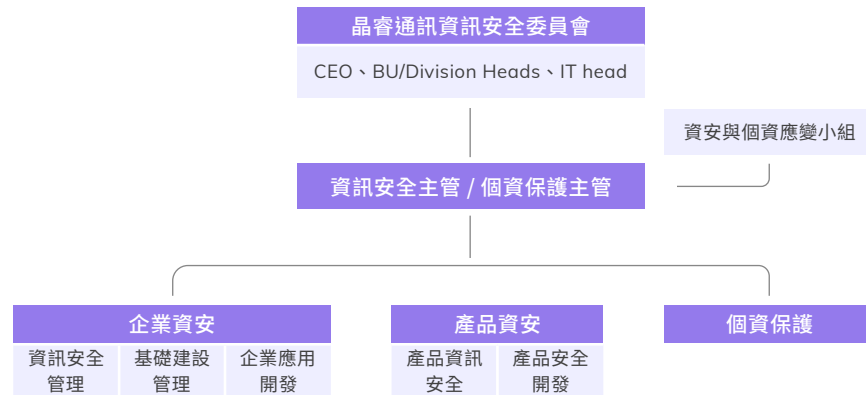 晶睿通訊資訊安全委員會
CEO、BU/Division Heads、IT head
資安與個資應變小組
資訊安全主管 / 個資保護主管
企業資安
產品資安
個資保護
資訊安全
管理
基礎建設
管理
企業應用
開發
產品資訊
安全
產品安全
開發